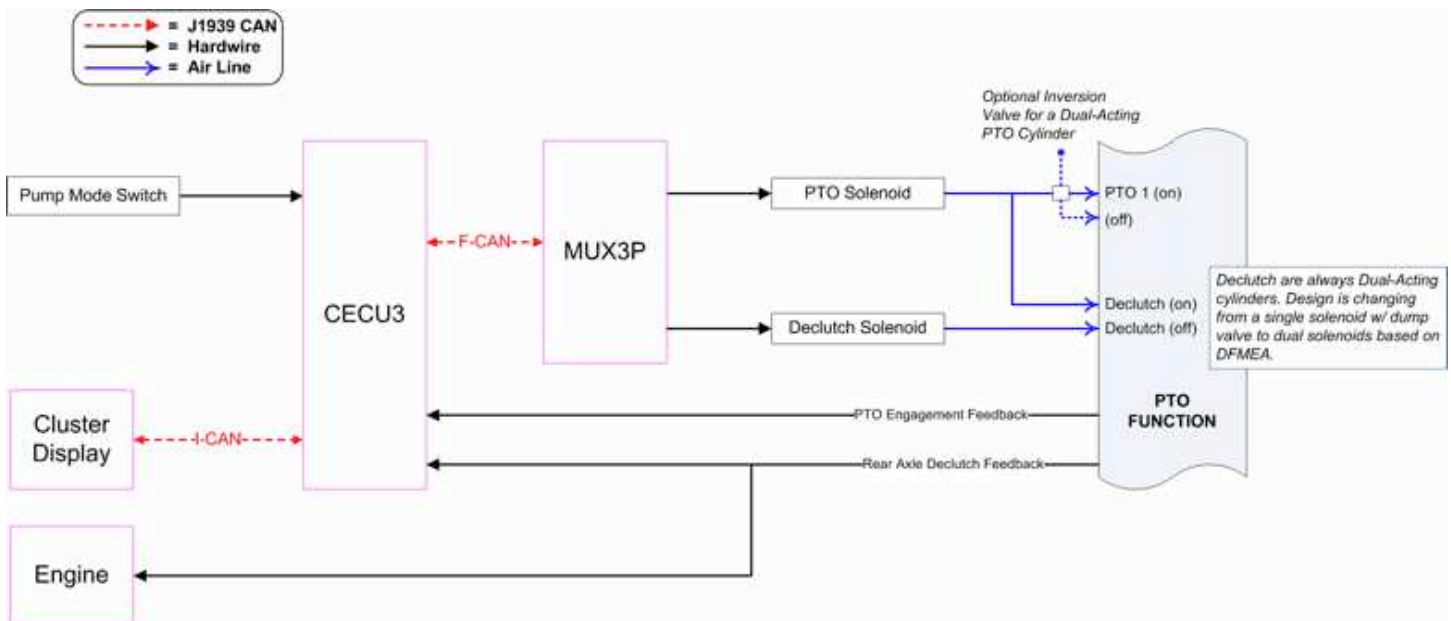 = J1939 CAN
= Hardwire
= Air Line
Optional Inversion
Valve for a Dual-Acting
PTO Cylinder
Pump Mode Switch
CECU3
F-CAN
MUX3P
PTO Solenoid
PTO 1 (on)
(off)
Declutch Solenoid
Declutch (on)
Declutch (off)
Declutch are always Dual-Acting
cylinders. Design is changing
from a single solenoid w/ dump
valve to dual solenoids based on
DFMEA.
Cluster
Display
I-CAN
PTO Engagement Feedback
PTO
FUNCTION
Rear Axle Declutch Feedback
Engine